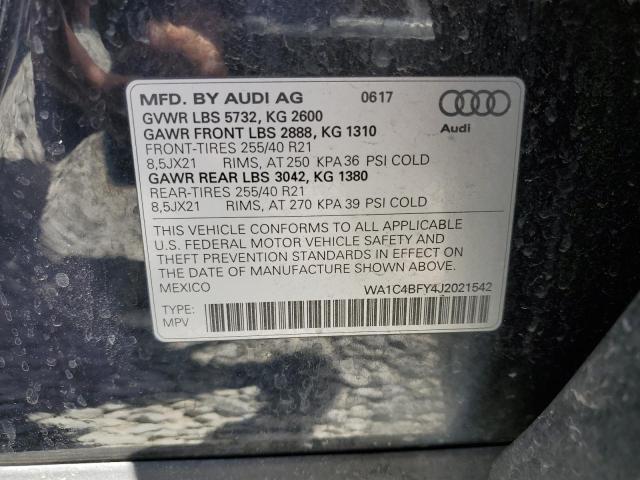 MFD. BY AUDI AG 0617
GVWR LBS 5732, KG 2600
GAWR FRONT LBS 2888, KG 1310
FRONT-TIRES 255/40 R21
8,5JX21 RIMS, AT 250 KPA 36 PSI COLD
GAWR REAR LBS 3042, KG 1380
REAR-TIRES 255/40 R21
8,5JX21 RIMS, AT 270 KPA 39 PSI COLD
Audi
THIS VEHICLE CONFORMS TO ALL APPLICABLE
U.S. FEDERAL MOTOR VEHICLE SAFETY AND
THEFT PREVENTION STANDARDS IN EFFECT ON
THE DATE OF MANUFACTURE SHOWN ABOVE.
MEXICO WA1C4BFY4J2021542
TYPE:
MPV